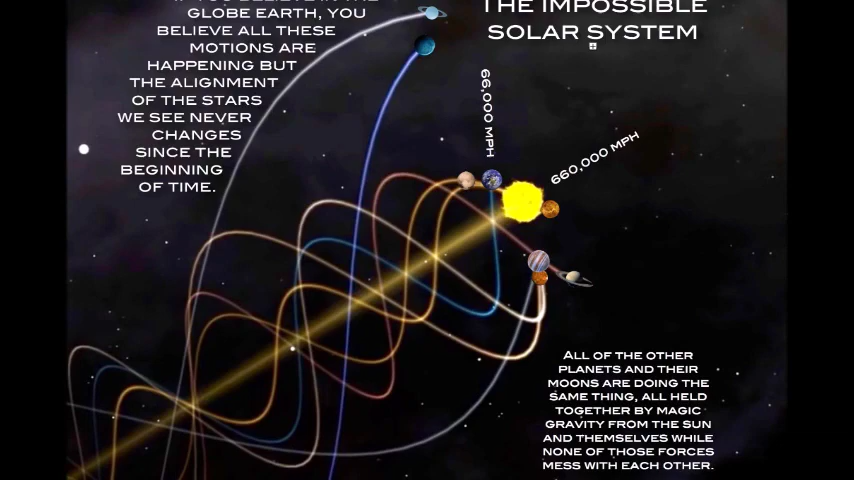 THE IMPOSSIBLE
SOLAR SYSTEM
GLOBE EARTH, YOU
BELIEVE ALL THESE
MOTIONS ARE
HAPPENING BUT
THE ALIGNMENT
OF THE STARS
WE SEE NEVER
CHANGES
SINCE THE
BEGINNING
OF TIME.
66,000 MPH
660,000 MPH
ALL OF THE OTHER
PLANETS AND THEIR
MOONS ARE DOING THE
SAME THING, ALL HELD
TOGETHER BY MAGIC
GRAVITY FROM THE SUN
AND THEMSELVES WHILE
NONE OF THOSE FORCES
MESS WITH EACH OTHER.